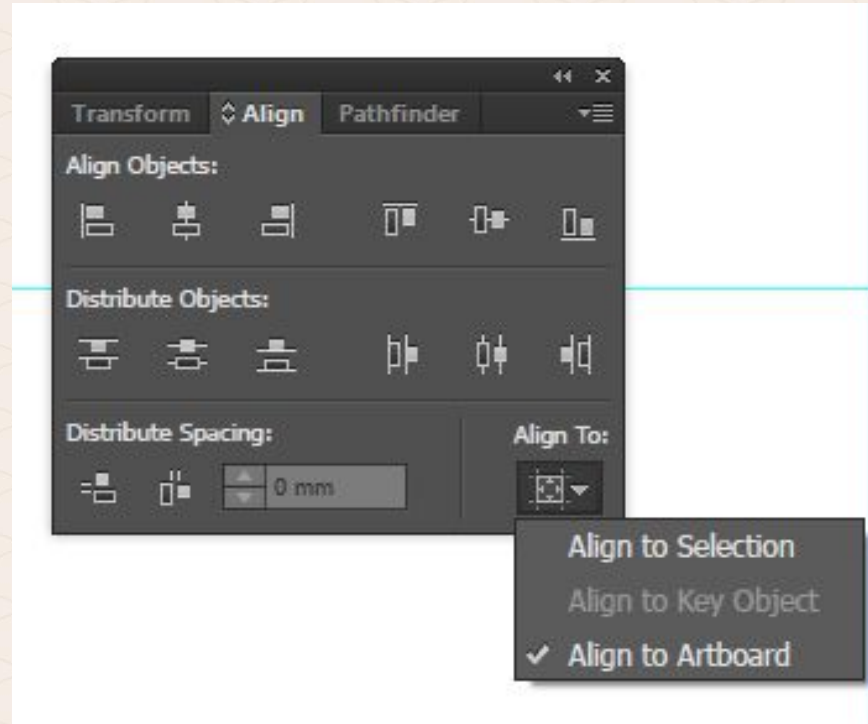 Transform Align Pathfinder
Align Objects:
Distribute Objects:
Distribute Spacing: Align To:
0 mm
Align to Selection
Align to Key Object
Align to Artboard